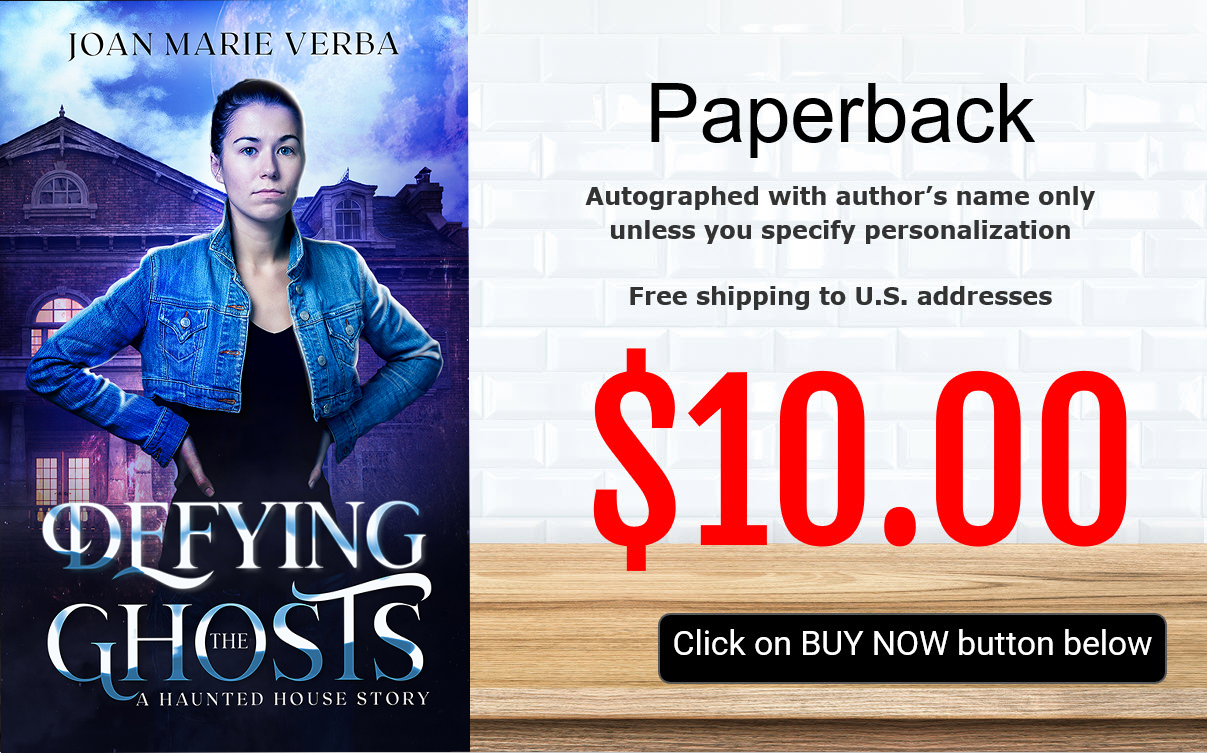 JOAN MARIE VERBA
DEFYING
THE
GHOSTS
A HAUNTED HOUSE STORY
Paperback
Autographed with author’s name only
unless you specify personalization
Free shipping to U.S. addresses
$10.00
Click on BUY NOW button below